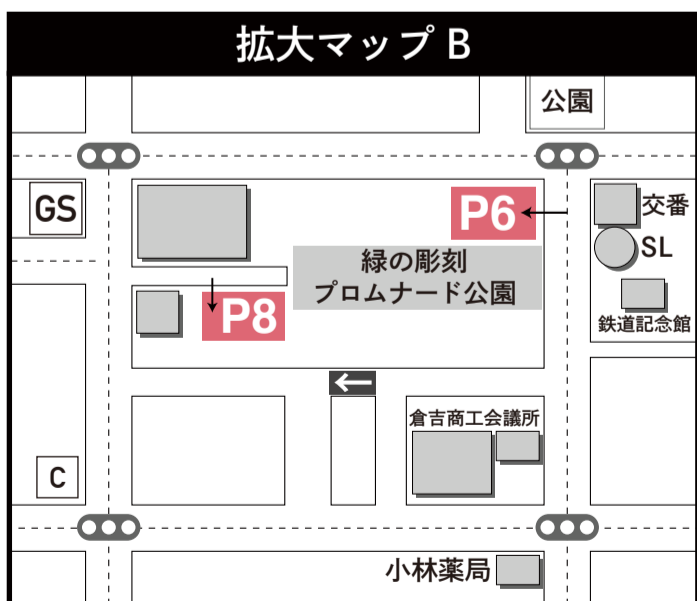 拡大マップ B
公園
GS
P6
交番
SL
緑の彫刻
プロムナード公園
P8
鉄道記念館
倉吉商工会議所
C
小林薬局